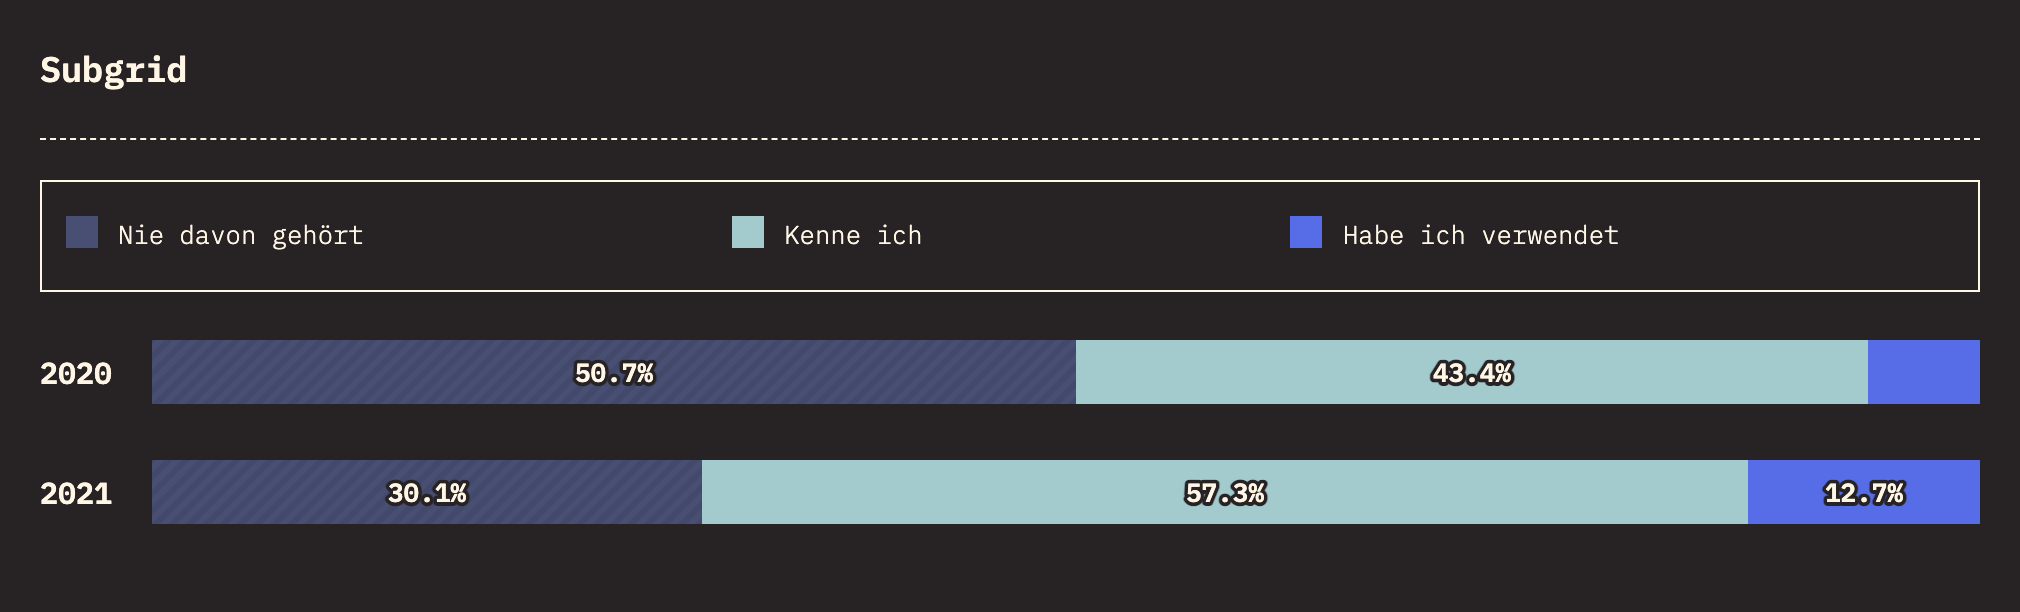 Subgrid
Nie davon gehört Kenne ich Habe ich verwendet
2020 50.7% 43.4%
2021 30.1% 57.3% 12.7%